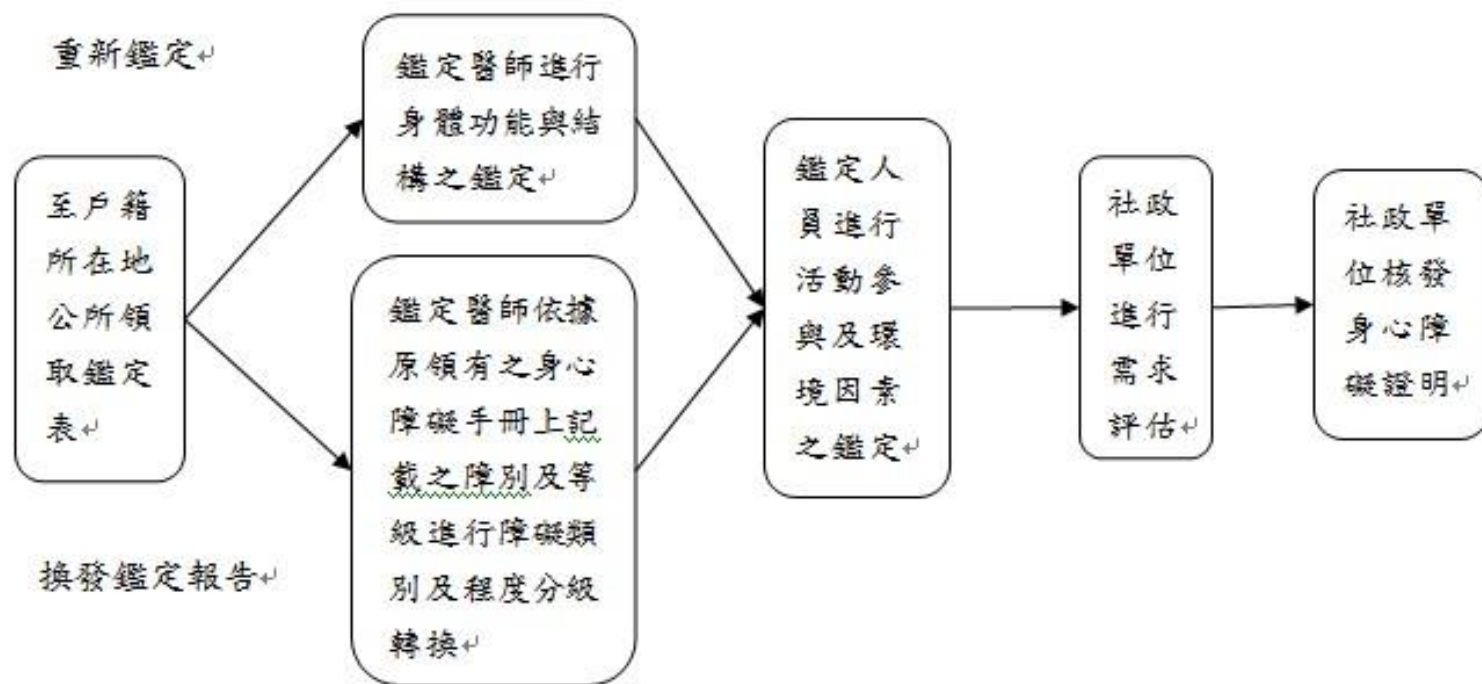 重新鑑定
至戶籍
所在地
公所領
取鑑定
表
換發鑑定報告
鑑定醫師進行
身體功能與結
構之鑑定
鑑定醫師依據
原領有之身心
障礙手冊上記
載之障別及等
級進行障礙類
別及程度分級
轉換
鑑定人
員進行
活動參
與及環
境因素
之鑑定
社政
單位
進行
需求
評估
社政單
位核發
身心障
礙證明